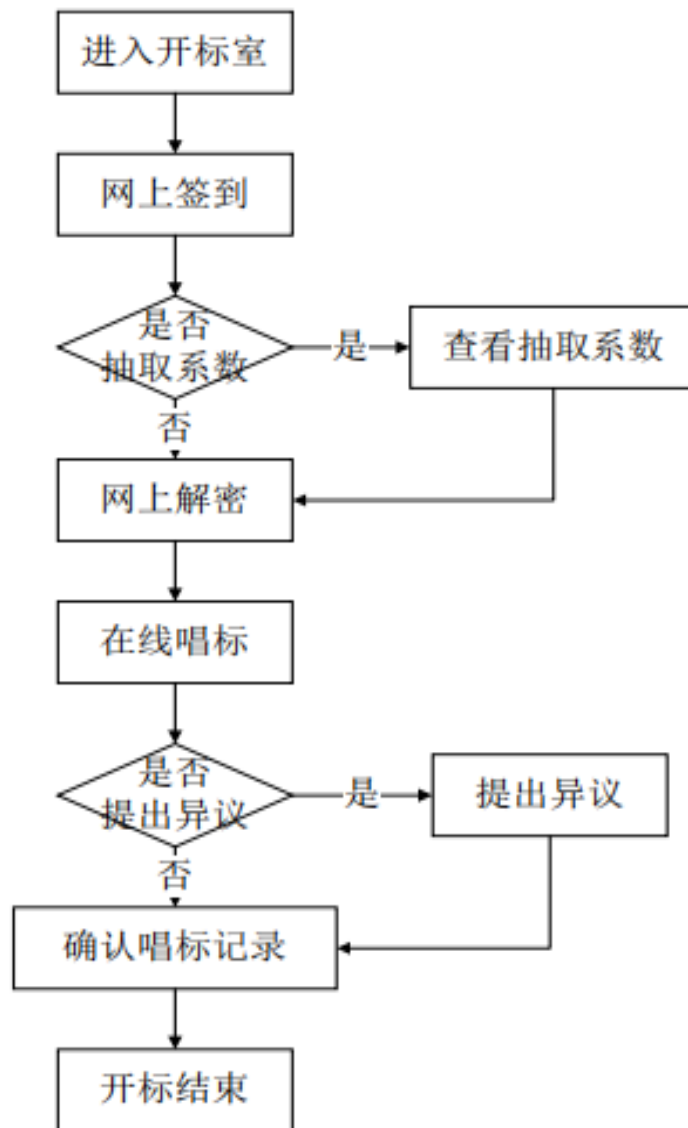 进入开标室
网上签到
是否
抽取系数
是
查看抽取系数
否
网上解密
在线唱标
是否
提出异议
是
提出异议
否
确认唱标记录
开标结束